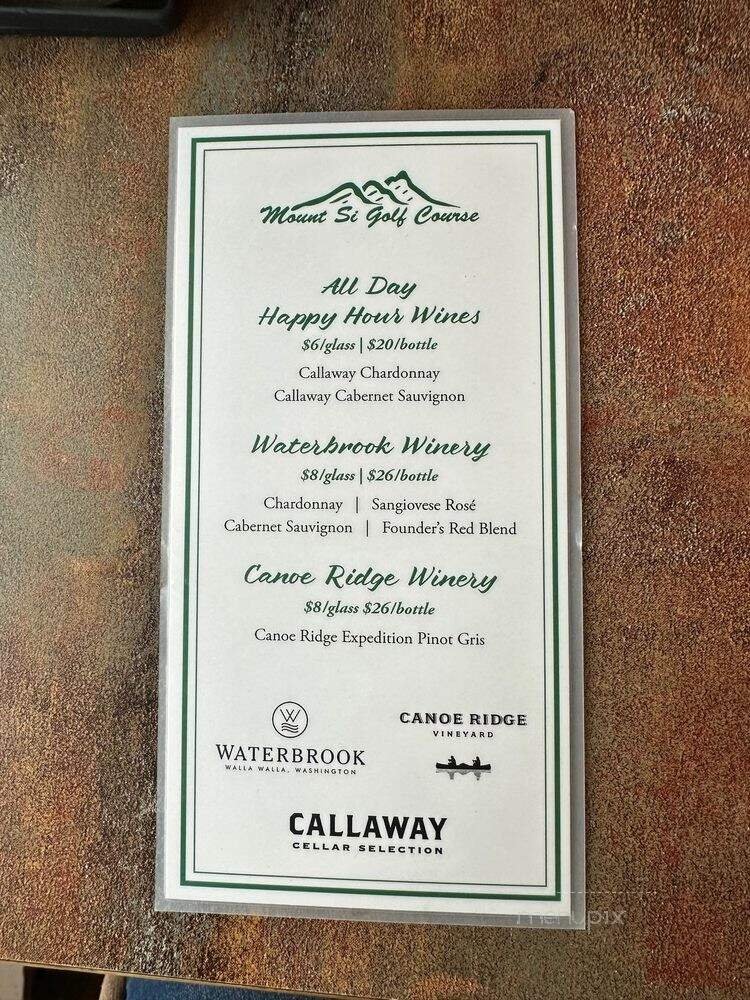 Mount Si Golf Course
All Day
Happy Hour Wines
$6/glass | $20/bottle
Callaway Chardonnay
Callaway Cabernet Sauvignon
Waterbrook Winery
$8/glass | $26/bottle
Chardonnay | Sangiovese Rosé
Cabernet Sauvignon | Founder's Red Blend
Canoe Ridge Winery
$8/glass $26/bottle
Canoe Ridge Expedition Pinot Gris
W
WATERBROOK
WALLA WALLA, WASHINGTON
CANOE RIDGE
VINEYARD
CALLAWAY
CELLAR SELECTION
menupix